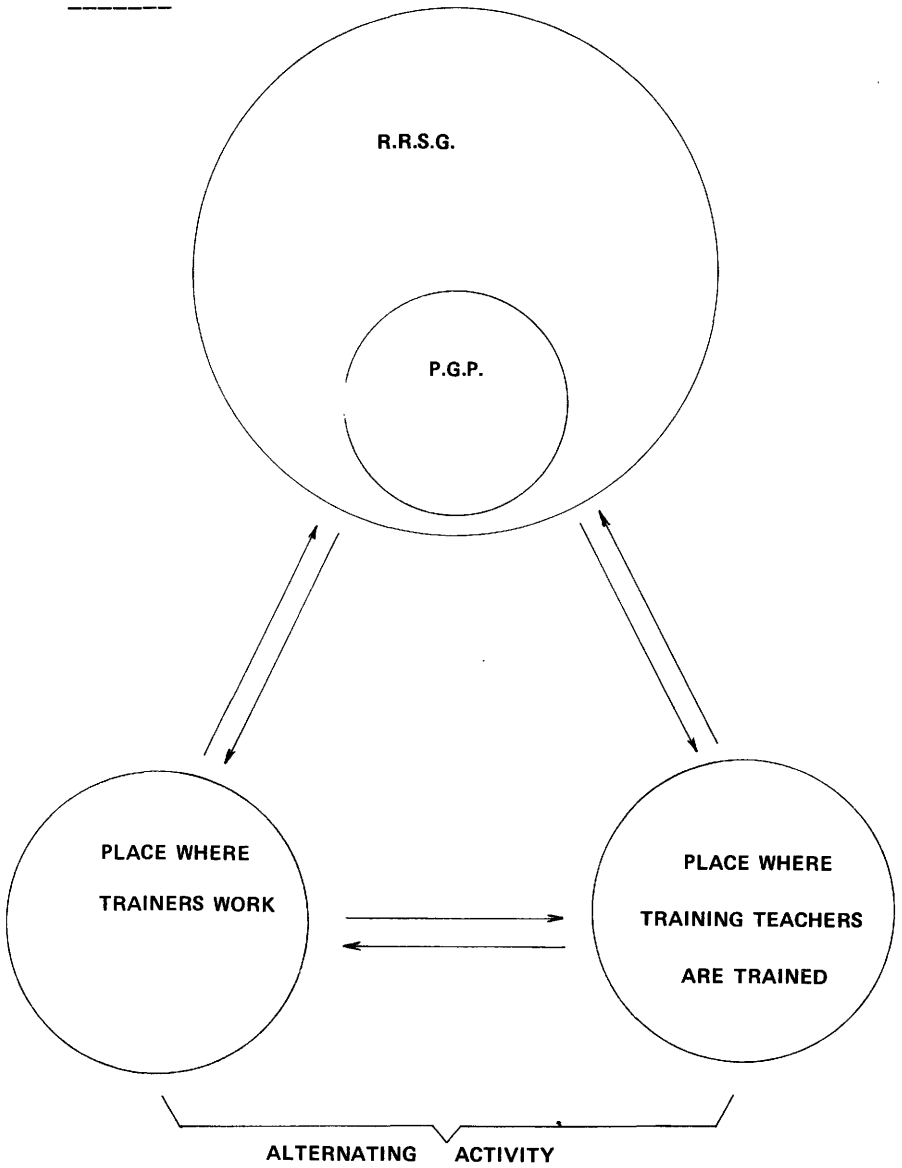 R.R.S.G.
P.G.P.
PLACE WHERE
TRAINERS WORK
PLACE WHERE
TRAINING TEACHERS
ARE TRAINED
ALTERNATING ACTIVITY